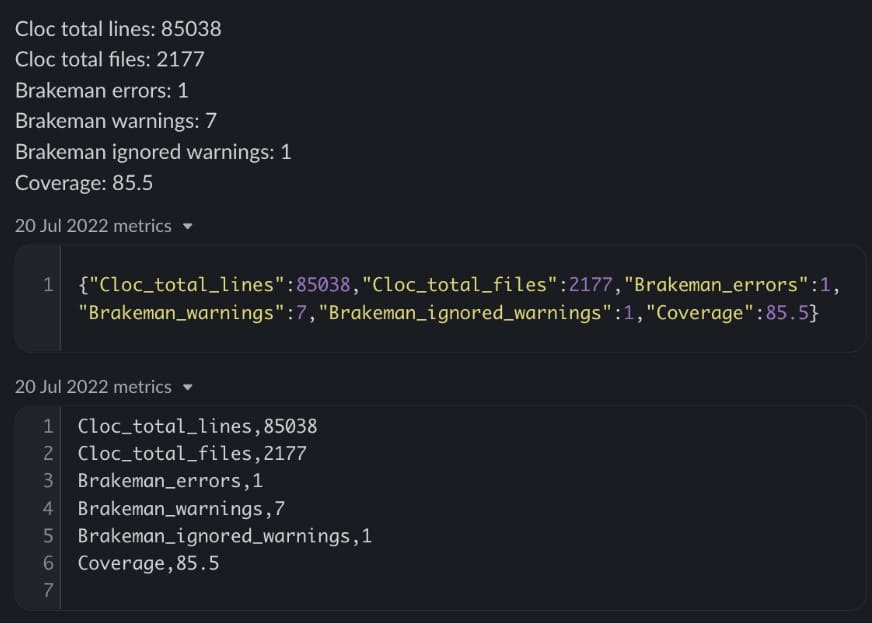 Cloc total lines: 85038
Cloc total files: 2177
Brakeman errors: 1
Brakeman warnings: 7
Brakeman ignored warnings: 1
Coverage: 85.5
20 Jul 2022 metrics
1 {"Cloc_total_lines":85038,"Cloc_total_files":2177,"Brakeman_errors":1,
"Brakeman_warnings":7,"Brakeman_ignored_warnings":1,"Coverage":85.5}
20 Jul 2022 metrics
1 Cloc_total_lines,85038
2 Cloc_total_files,2177
3 Brakeman_errors,1
4 Brakeman_warnings,7
5 Brakeman_ignored_warnings,1
6 Coverage,85.5
7